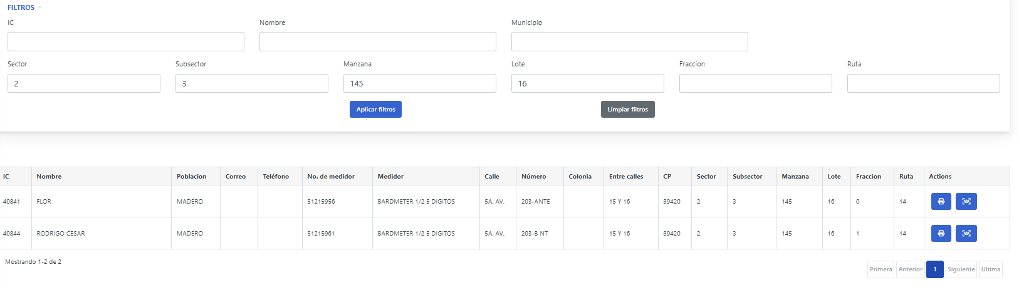 FILTROS
IC Nombre Municipio
Sector Subsector Manzana Lote Fraccion Ruta
2 3 145 16
Aplicar filtros Limpiar filtros
IC Nombre Poblacion Correo Teléfono No. de medidor Medidor Calle Número Colonia Entre calles CP Sector Subsector Manzana Lote Fraccion Ruta Actions
40841 FLOR MADERO 51215956 BARDMETER 1/2 5 DIGITOS 5A. AV. 203-ANTE 15 Y 16 89420 2 3 145 16 0 14
40844 RODRIGO CESAR MADERO 51215961 BARDMETER 1/2 5 DIGITOS 5A. AV. 203-8 NT 15 Y 16 89420 2 3 145 16 1 14
Mostrando 1-2 de 2
Primera Anterior 1 Siguiente Ultima